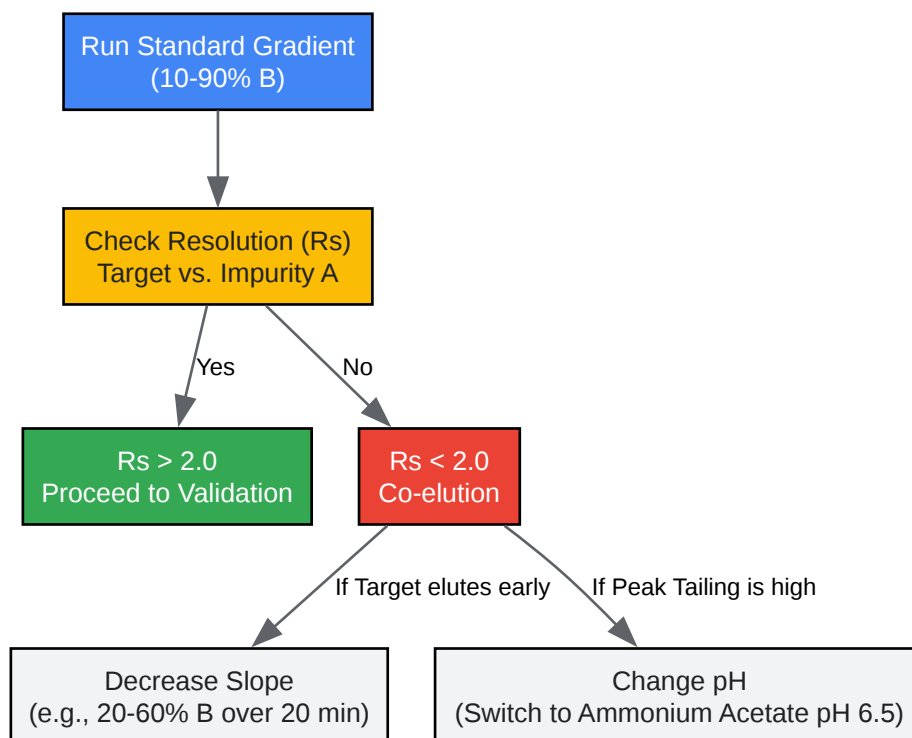 Run Standard Gradient
(10-90% B)
Check Resolution (Rs)
Target vs. Impurity A
Yes
No
Rs > 2.0
Proceed to Validation
Rs < 2.0
Co-elution
If Target elutes early
If Peak Tailing is high
Decrease Slope
(e.g., 20-60% B over 20 min)
Change pH
(Switch to Ammonium Acetate pH 6.5)